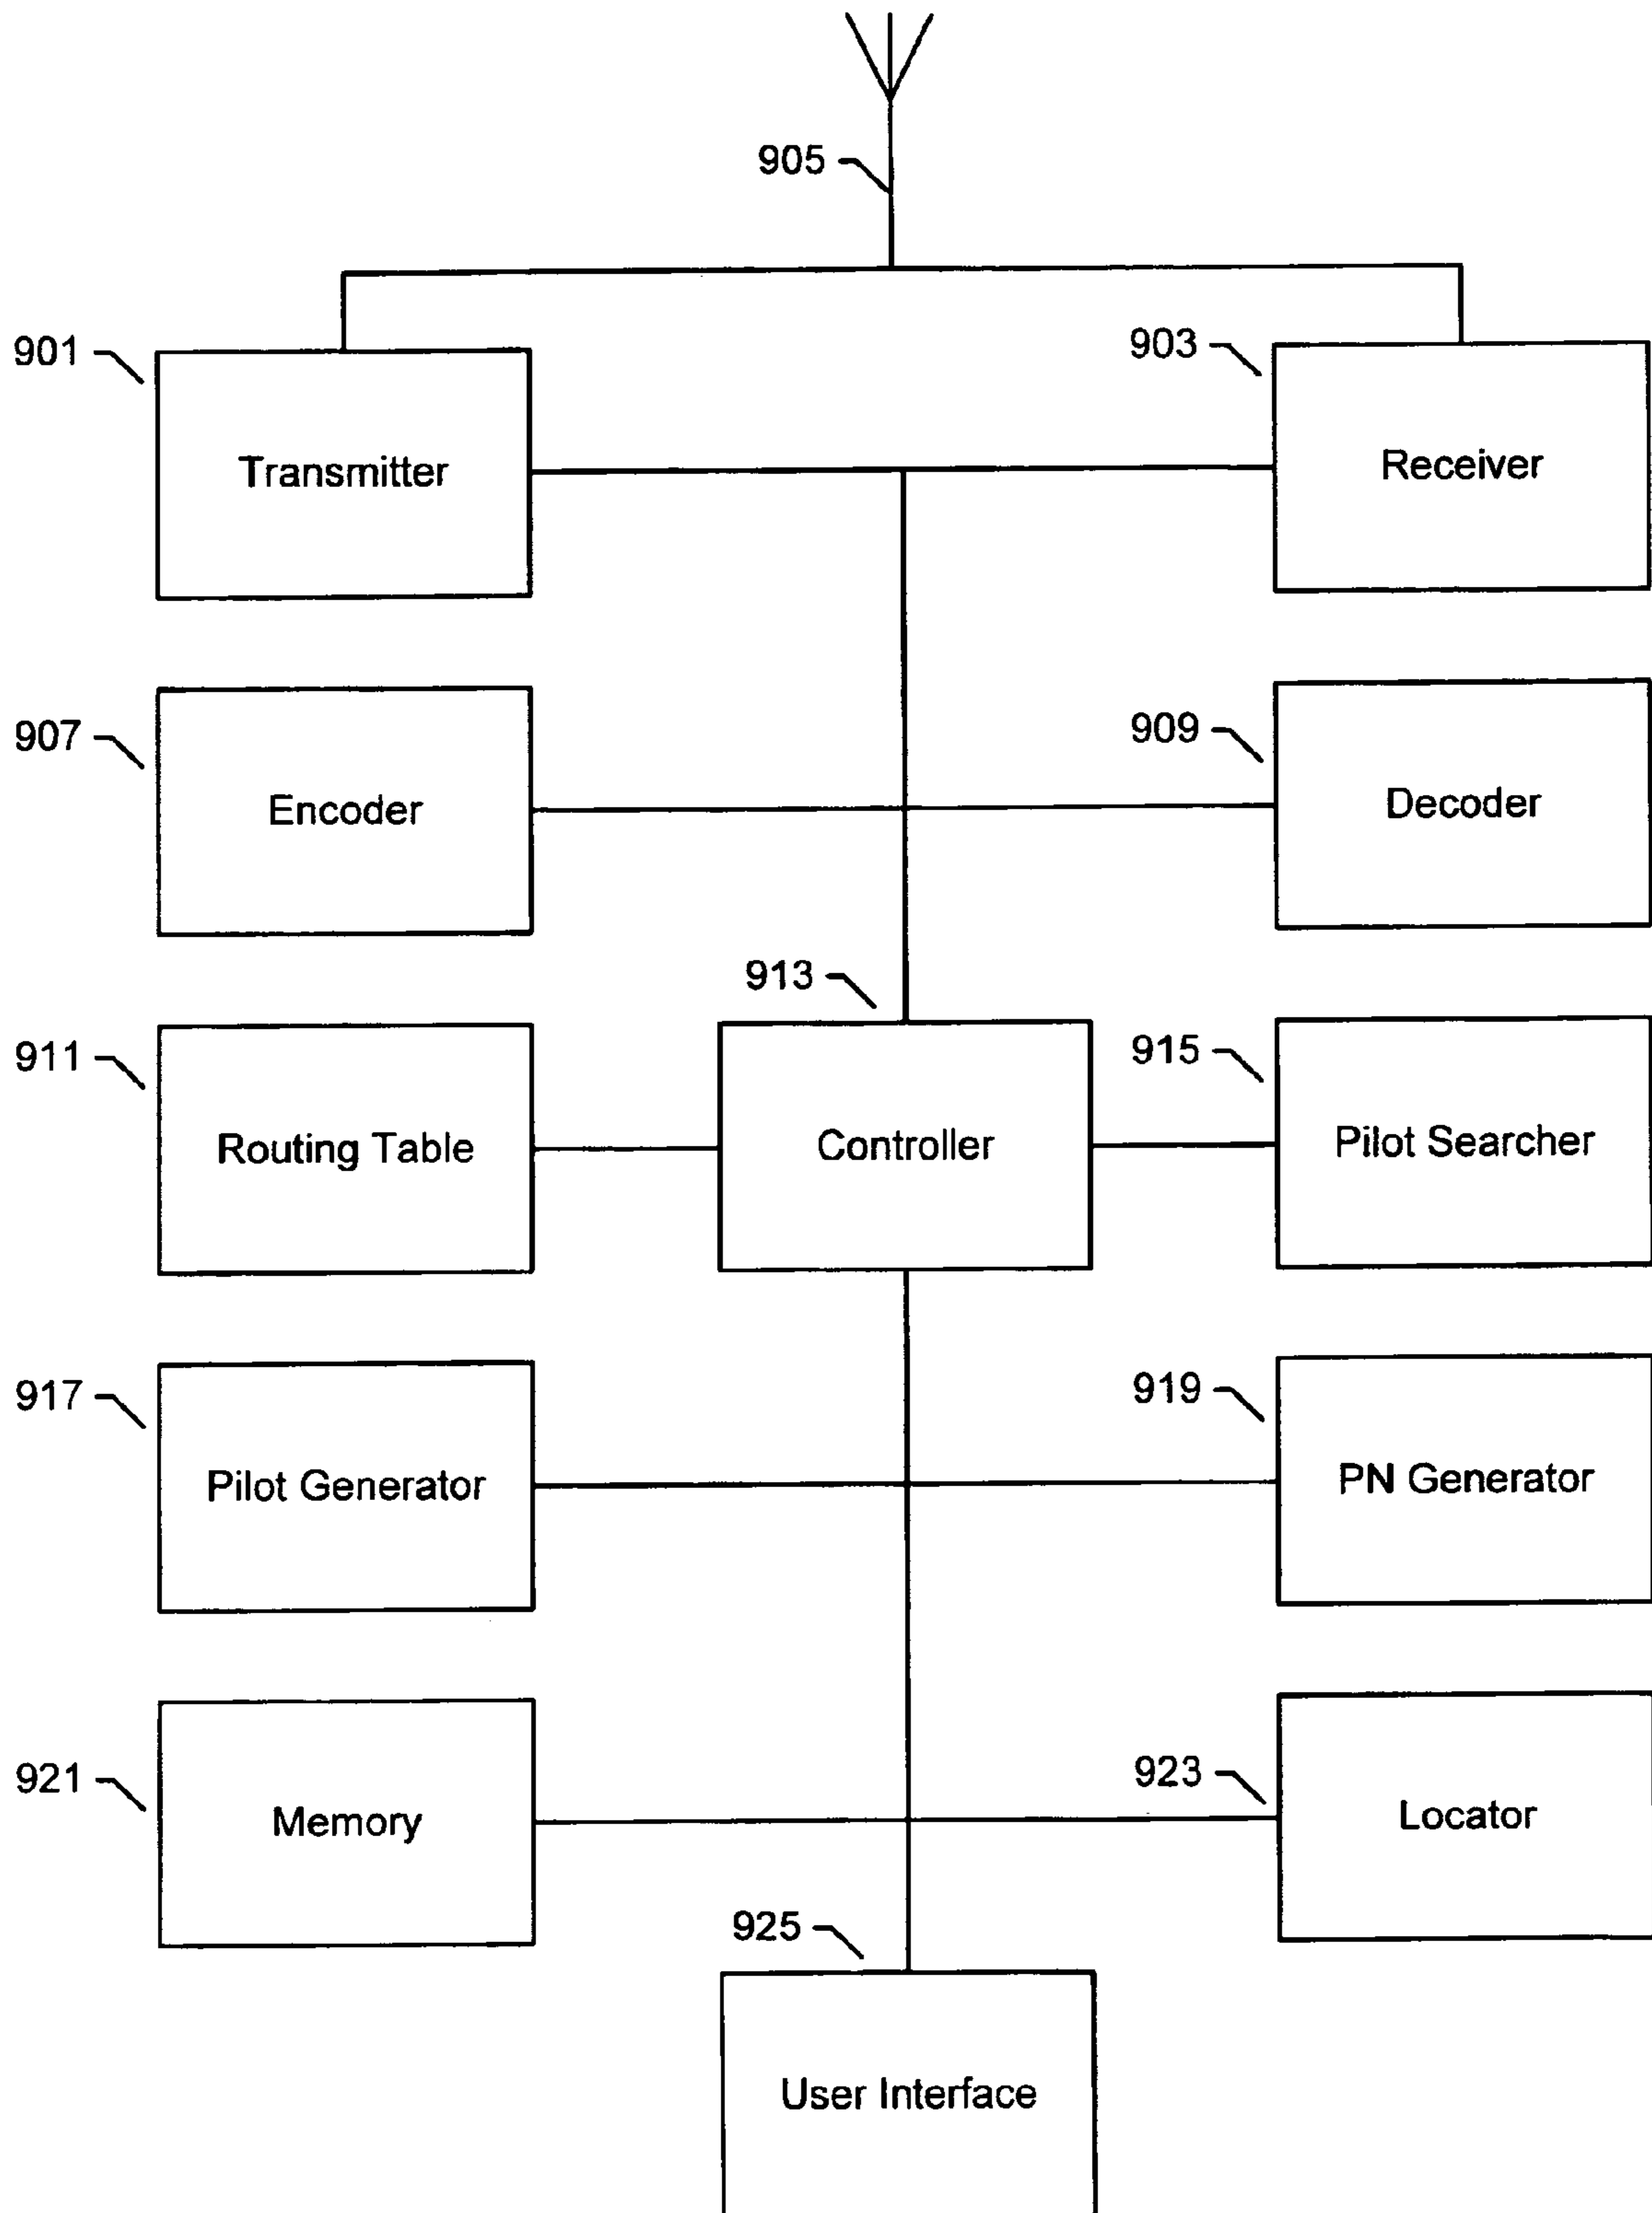 905
901
903
Transmitter
Receiver
907
909
Encoder
Decoder
913
911
915
Routing Table
Controller
Pilot Searcher
917
919
Pilot Generator
PN Generator
921
923
Memory
Locator
925
User Interface